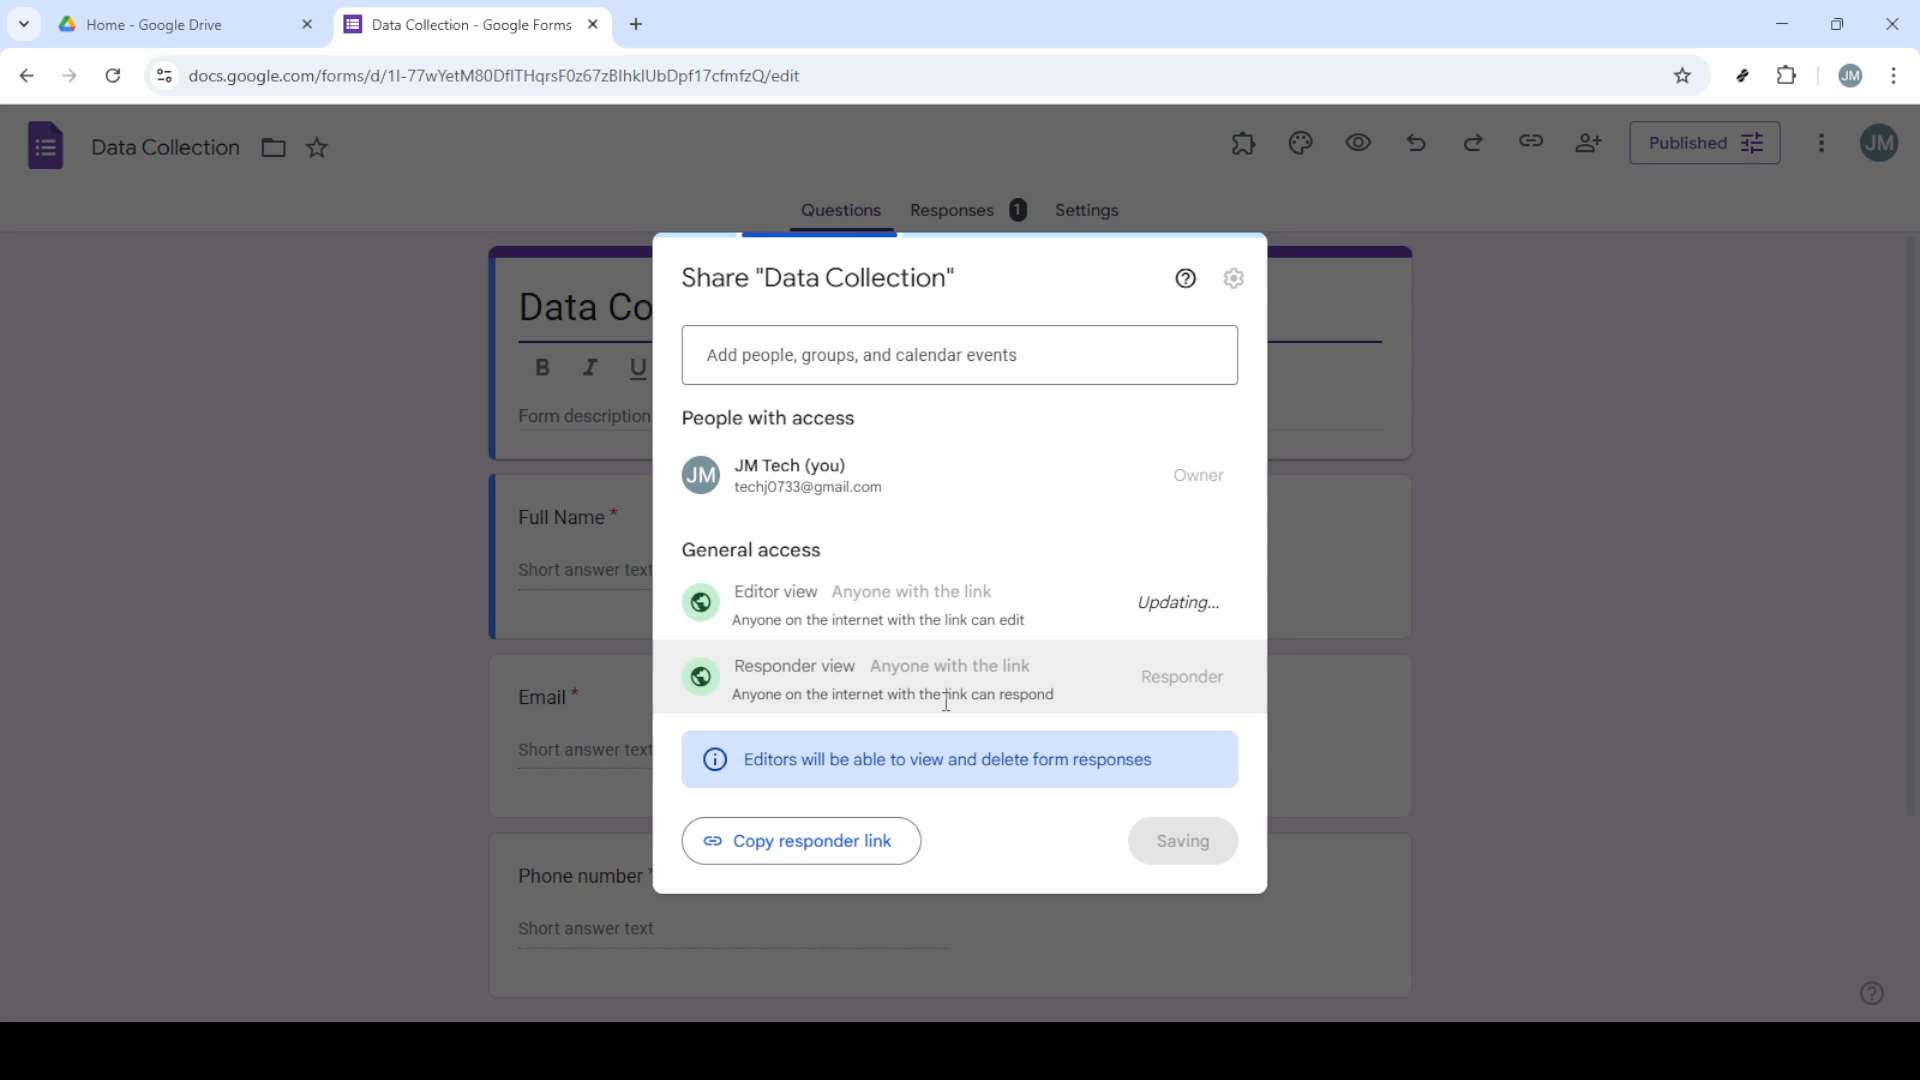 Home - Google Drive
Data Collection - Google Forms
docs.google.com/forms/d/1I-77wYetM80DfITHqrsF0z67zBIhklUbDpf17cfmfzQ/edit
JM
Data Collection
Published
JM
Questions
Responses 1
Settings
Data Co
B I U
Form description
Full Name *
Short answer text
Email *
Short answer text
Phone number *
Short answer text
Share "Data Collection"
Add people, groups, and calendar events
People with access
JM
JM Tech (you)
techj0733@gmail.com
Owner
General access
Editor view Anyone with the link
Anyone on the internet with the link can edit
Updating...
Responder view Anyone with the link
Anyone on the internet with the link can respond
Responder
Editors will be able to view and delete form responses
Copy responder link
Saving